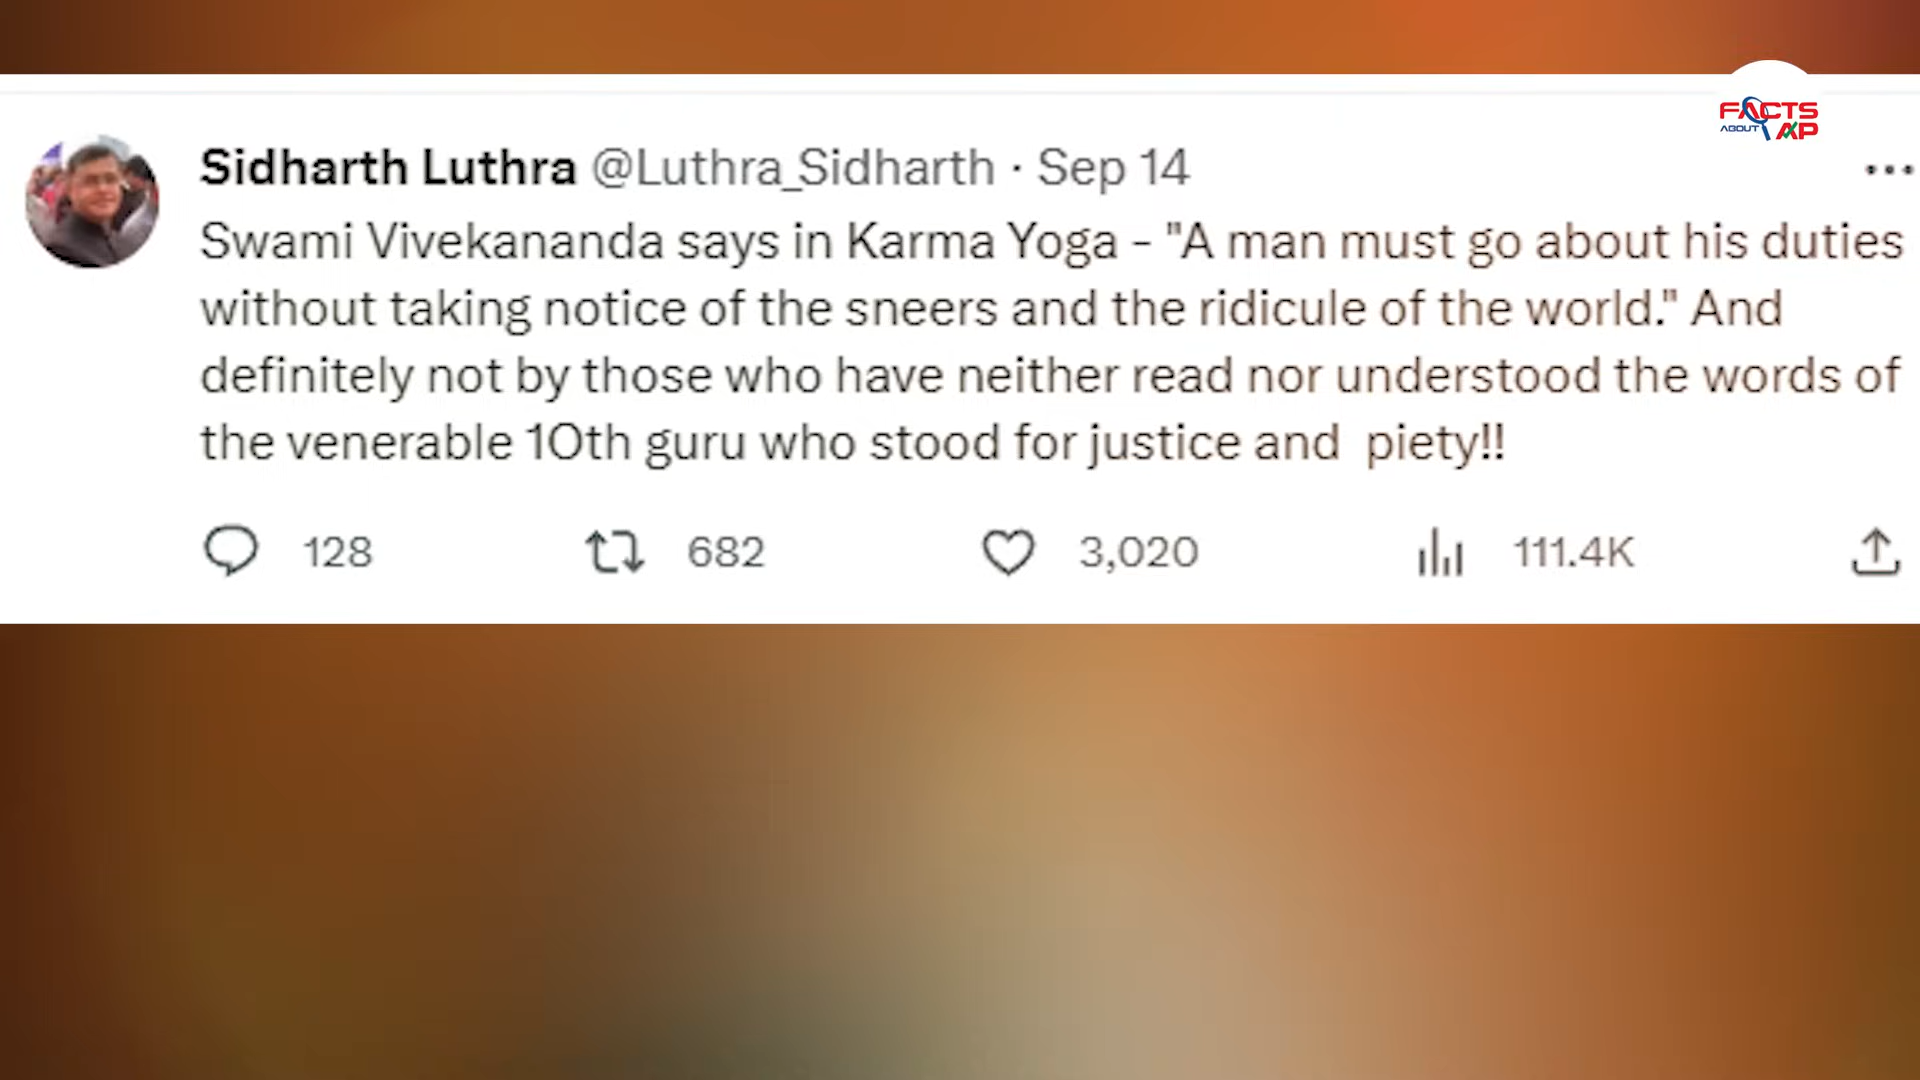 FACTS
ABOUT AP
Sidharth Luthra @Luthra_Sidharth · Sep 14
Swami Vivekananda says in Karma Yoga - "A man must go about his duties
without taking notice of the sneers and the ridicule of the world." And
definitely not by those who have neither read nor understood the words of
the venerable 10th guru who stood for justice and  piety!!
128 682 3,020 111.4K